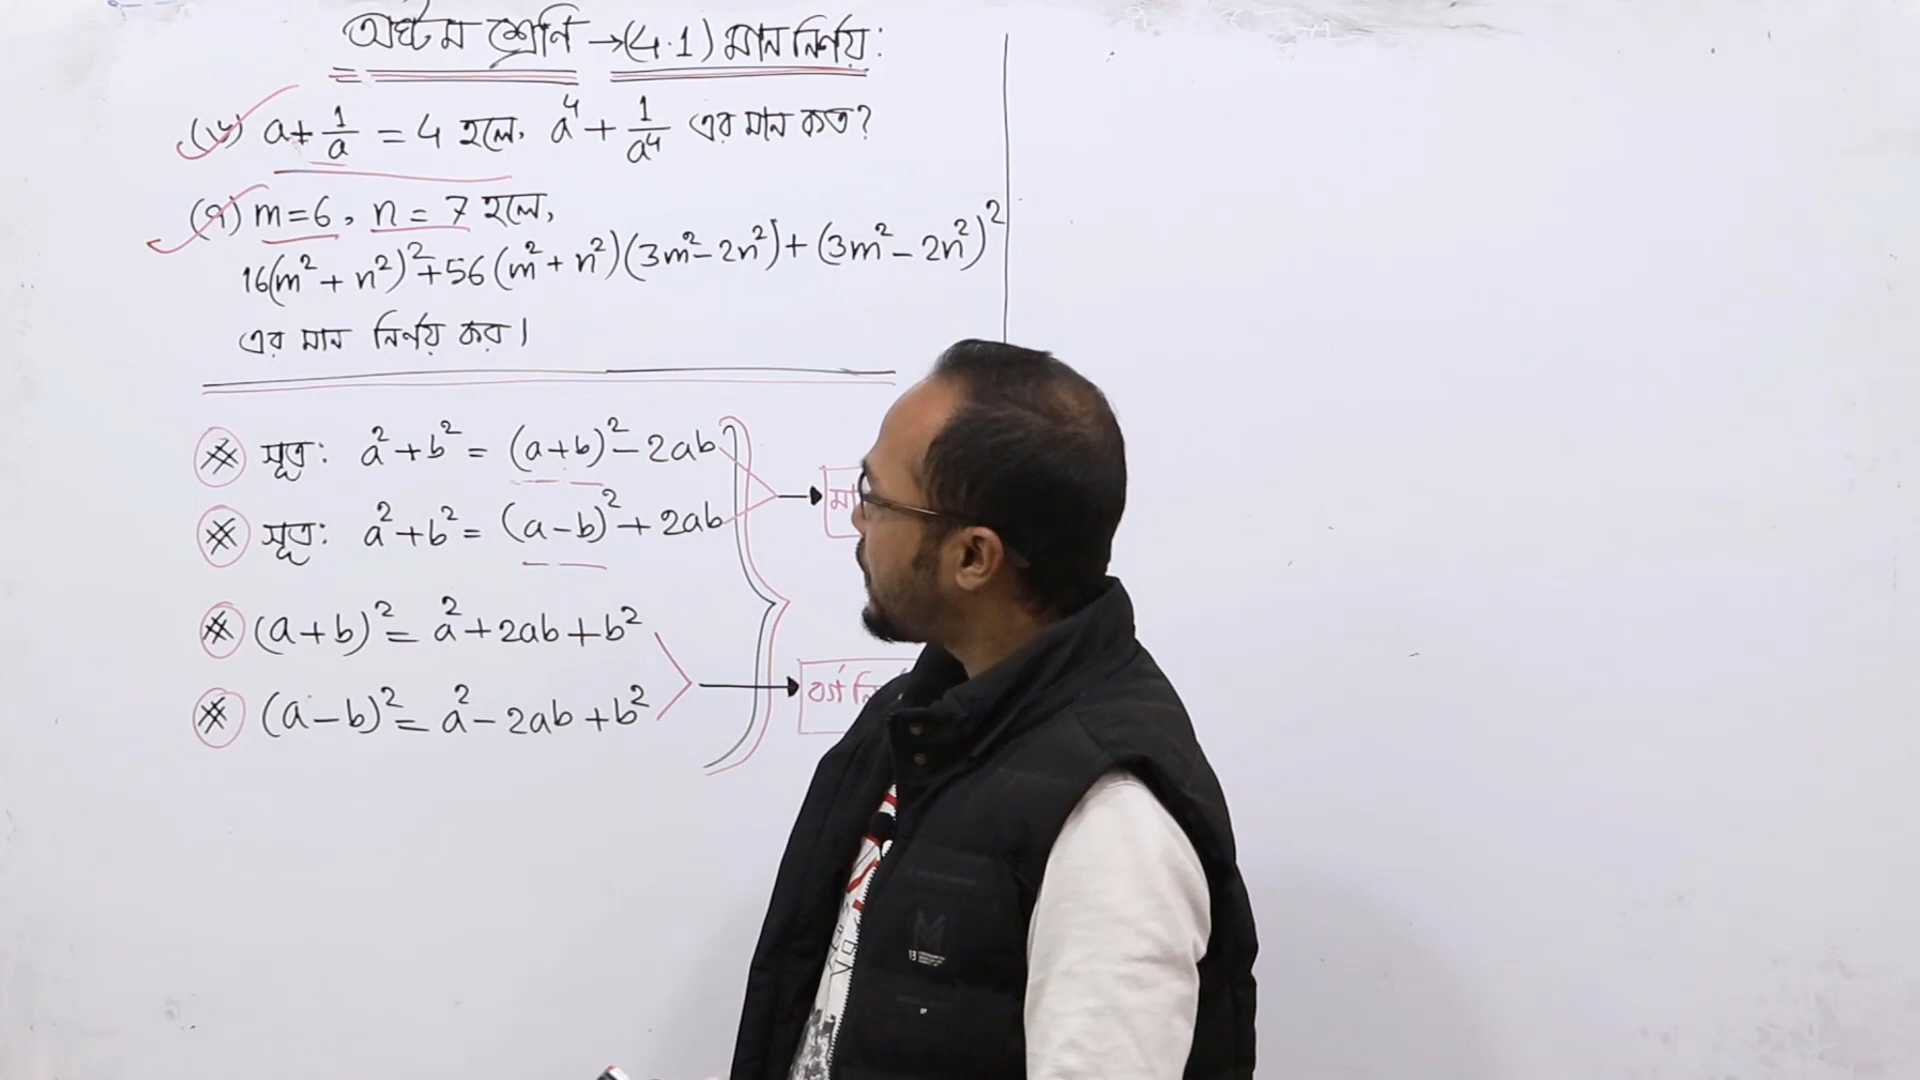 অষ্টম শ্রেণি →(4.1) মান নির্ণয়:
(৬) a + 1/a = 4 হলে, a⁴ + 1/a⁴ এর মান কত?
(৭) m=6, n=7 হলে,
16(m²+n²)²+56(m²+n²)(3m²-2n²)+(3m²-2n²)²
এর মান নির্ণয় কর।
সূত্র: a²+b² = (a+b)²-2ab
সূত্র: a²+b² = (a-b)²+2ab
(a+b)² = a²+2ab+b²
(a-b)² = a²-2ab+b²